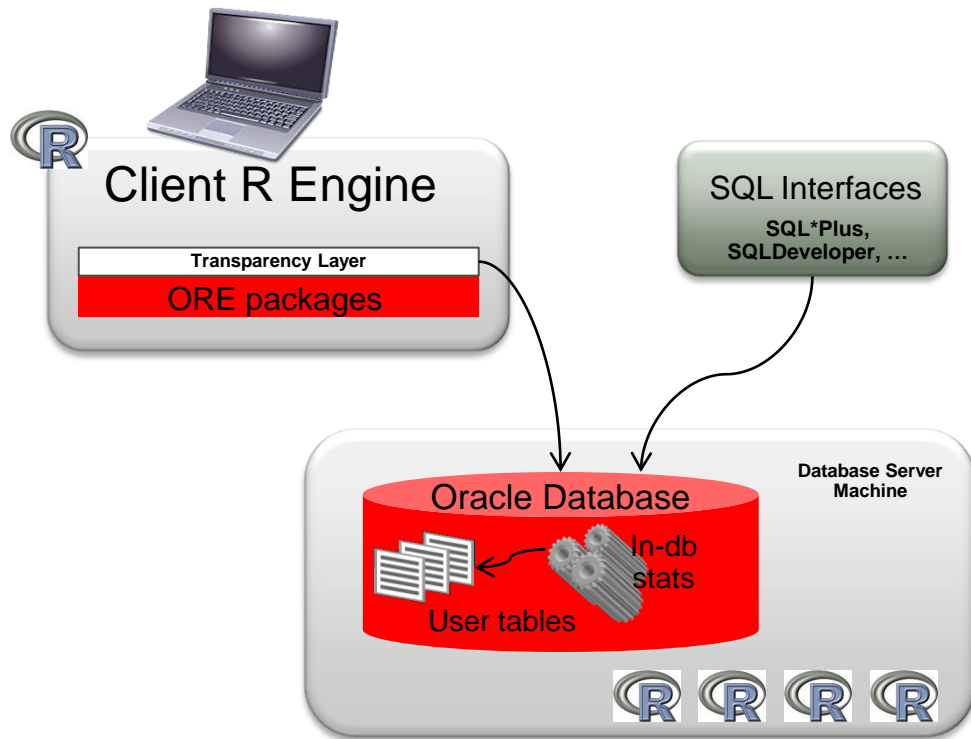 R
Client R Engine
Transparency Layer
ORE packages
SQL Interfaces
SQL*Plus,
SQLDeveloper, …
Database Server
Machine
Oracle Database
In-db
stats
User tables
R R R R